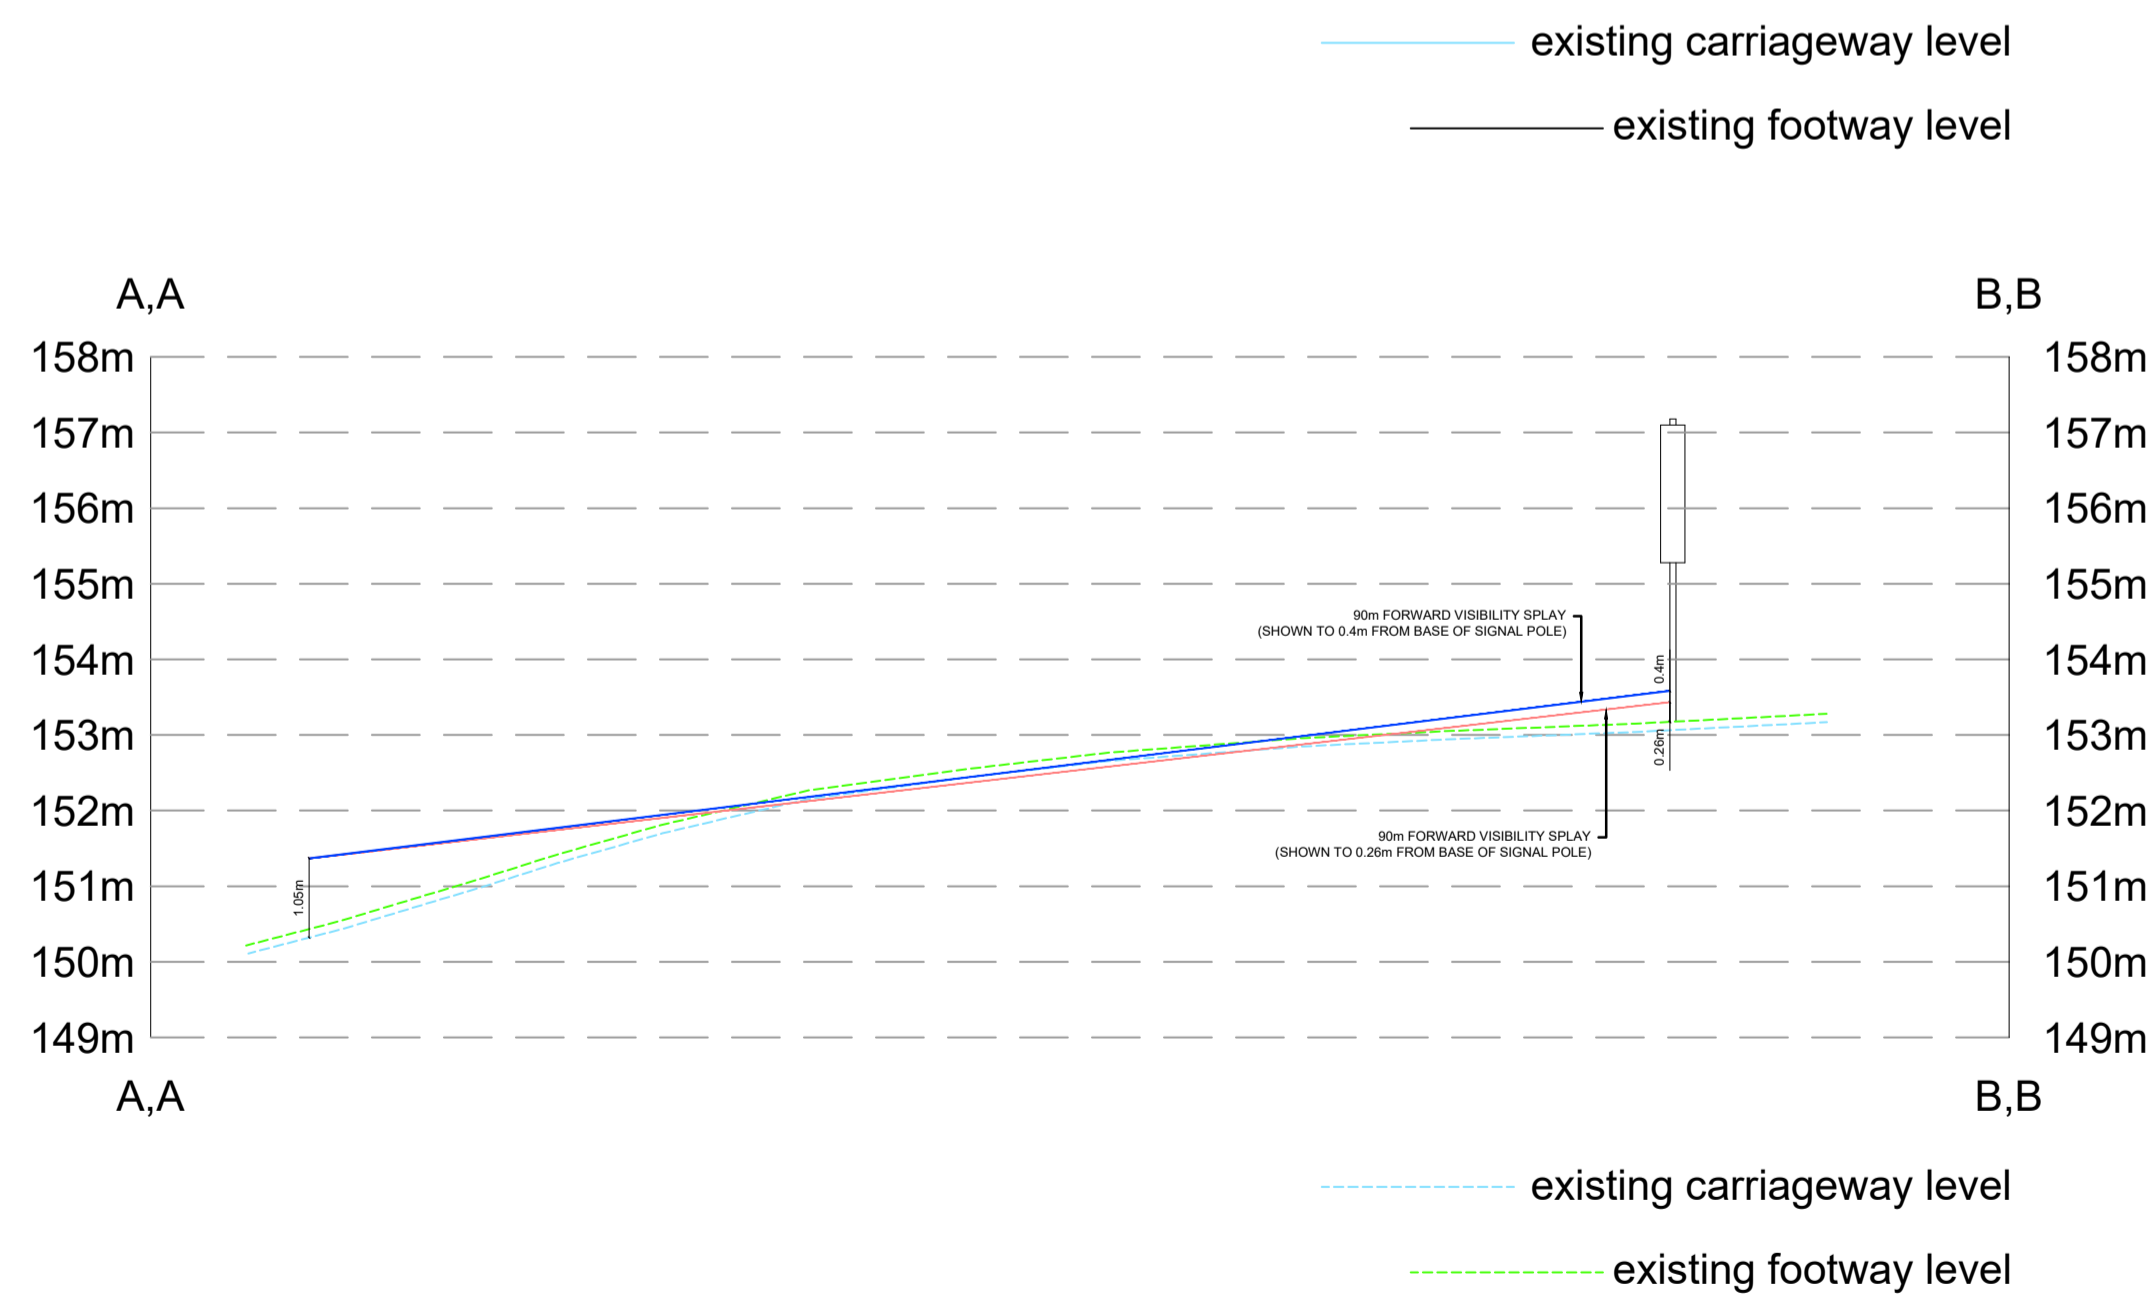 existing carriageway level
existing footway level
A,A B,B
158m 158m
157m 157m
156m 156m
155m 155m
90m FORWARD VISIBILITY SPLAY
(SHOWN TO 0.4m FROM BASE OF SIGNAL POLE)
154m 0.4m 154m
153m 0.26m 153m
152m 152m
90m FORWARD VISIBILITY SPLAY
(SHOWN TO 0.26m FROM BASE OF SIGNAL POLE)
151m 1.05m 151m
150m 150m
149m 149m
A,A B,B
existing carriageway level
existing footway level